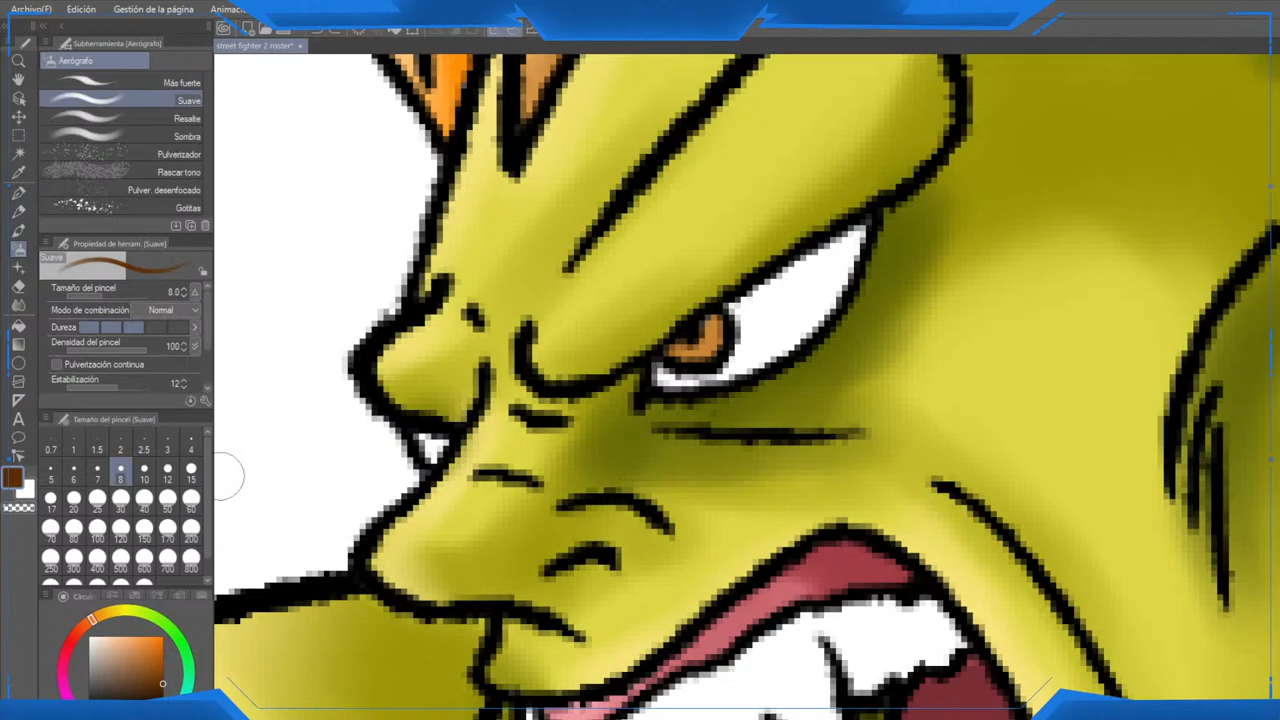 Archivo(F) Edición Gestión de la página Animació
Subherramienta (Aerógrafo)
street fighter 2 roster*
Aerógrafo
Más fuerte
Suave
Resalte
Sombra
Pulverizador
Rascar tono
Pulver. desenfocado
Gotitas
Propiedad de herram. (Suave)
Suave
Tamaño del pincel 8.0
Modo de combinación Normal
Dureza
Densidad del pincel 100
Pulverización continua
Estabilización 12
Tamaño del pincel [Suave]
0.7 1 1.5 2 2.5 3 4
5 6 7 8 10 12 15
17 20 25 30 40 50 60
70 80 100 120 150 170 200
250 300 400 500 600 700 800
Círcul